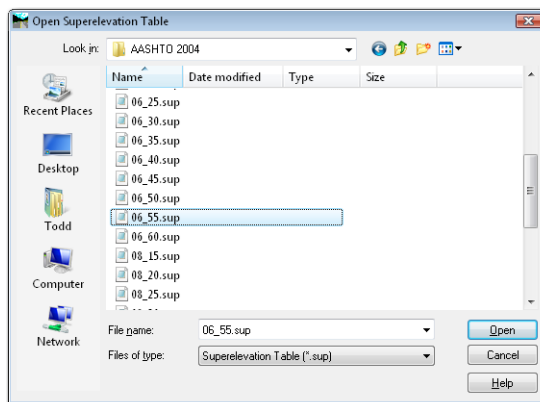 Open Superelevation Table
Look in: AASHTO 2004
Name Date modified Type Size
06_25.sup
06_30.sup
06_35.sup
06_40.sup
06_45.sup
06_50.sup
06_55.sup
06_60.sup
08_15.sup
08_20.sup
08_25.sup
Recent Places
Desktop
Todd
Computer
Network
File name: 06_55.sup Open
Files of type: Superelevation Table (*.sup) Cancel
Help